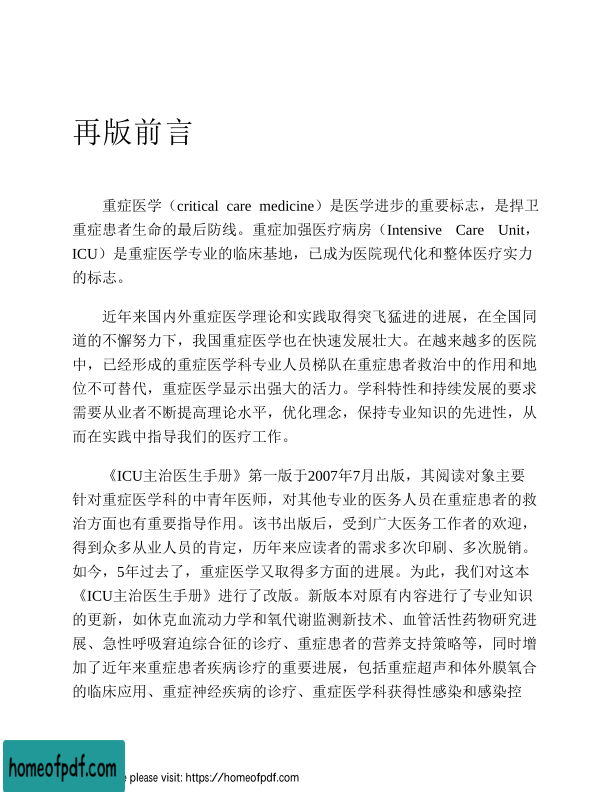 再版前言
重症医学（critical care medicine）是医学进步的重要标志，是捍卫
重症患者生命的最后防线。重症加强医疗病房（Intensive Care Unit，
ICU）是重症医学专业的临床基地，已成为医院现代化和整体医疗实力
的标志。
近年来国内外重症医学理论和实践取得突飞猛进的进展，在全国同
道的不懈努力下，我国重症医学也在快速发展壮大。在越来越多的医院
中，已经形成的重症医学科专业人员梯队在重症患者救治中的作用和地
位不可替代，重症医学显示出强大的活力。学科特性和持续发展的要求
需要从业者不断提高理论水平，优化理念，保持专业知识的先进性，从
而在实践中指导我们的医疗工作。
《ICU主治医生手册》第一版于2007年7月出版，其阅读对象主要
针对重症医学科的中青年医师，对其他专业的医务人员在重症患者的救
治方面也有重要指导作用。该书出版后，受到广大医务工作者的欢迎，
得到众多从业人员的肯定，历年来应读者的需求多次印刷、多次脱销。
如今，5年过去了，重症医学又取得多方面的进展。为此，我们对这本
《ICU主治医生手册》进行了改版。新版本对原有内容进行了专业知识
的更新，如休克血流动力学和氧代谢监测新技术、血管活性药物研究进
展、急性呼吸窘迫综合征的诊疗、重症患者的营养支持策略等，同时增
加了近年来重症患者疾病诊疗的重要进展，包括重症超声和体外膜氧合
的临床应用、重症神经疾病的诊疗、重症医学科获得性感染和感染控
homeofpdf.com
please visit: https://homeofpdf.com